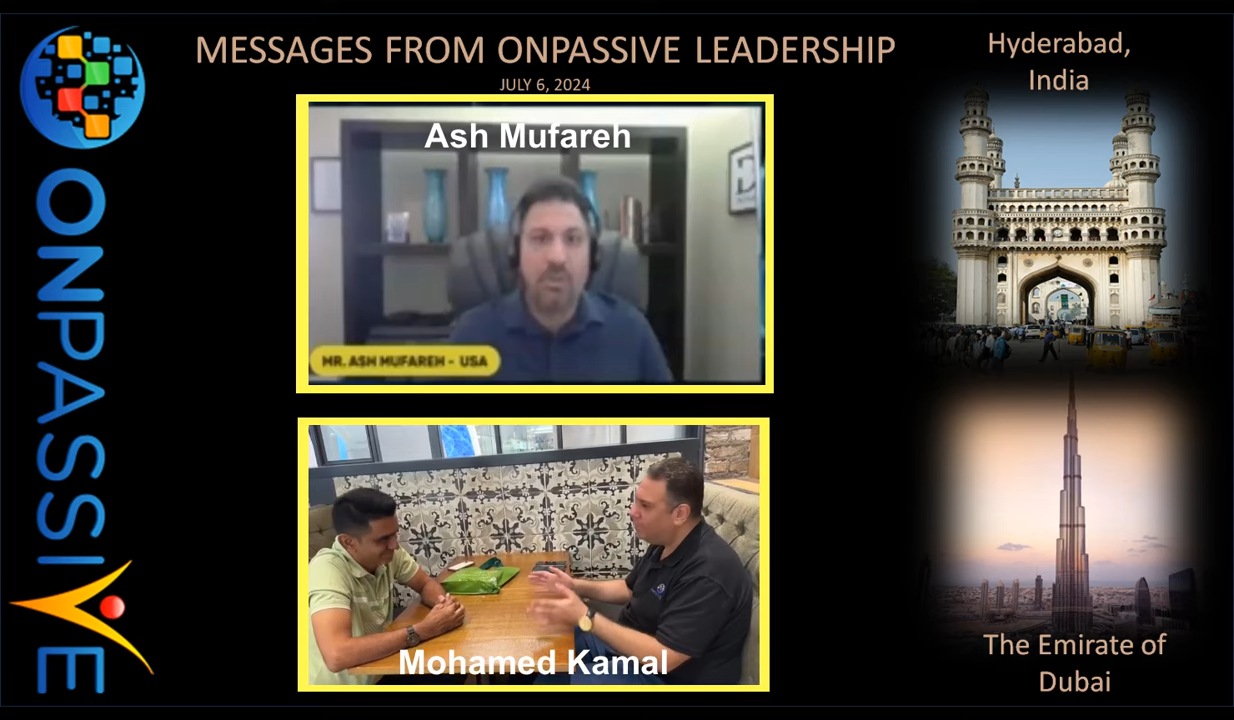 MESSAGES FROM ONPASSIVE LEADERSHIP
JULY 6, 2024
Hyderabad,
India
ONPASSIVE
Ash Mufareh
MR. ASH MUFAREH - USA
Mohamed Kamal
The Emirate of
Dubai